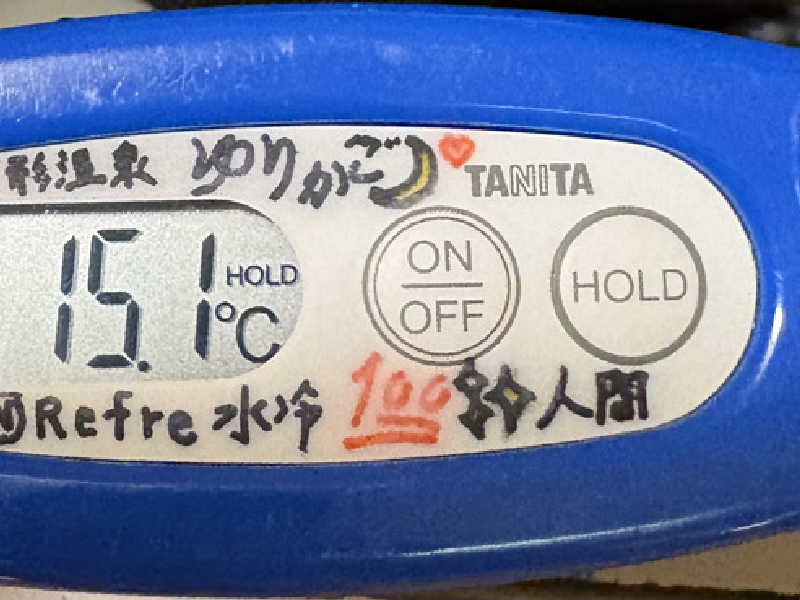 温泉 ゆりかご
TANITA
15.1 °C HOLD
ON
OFF
HOLD
Refre 水冷 100 人間